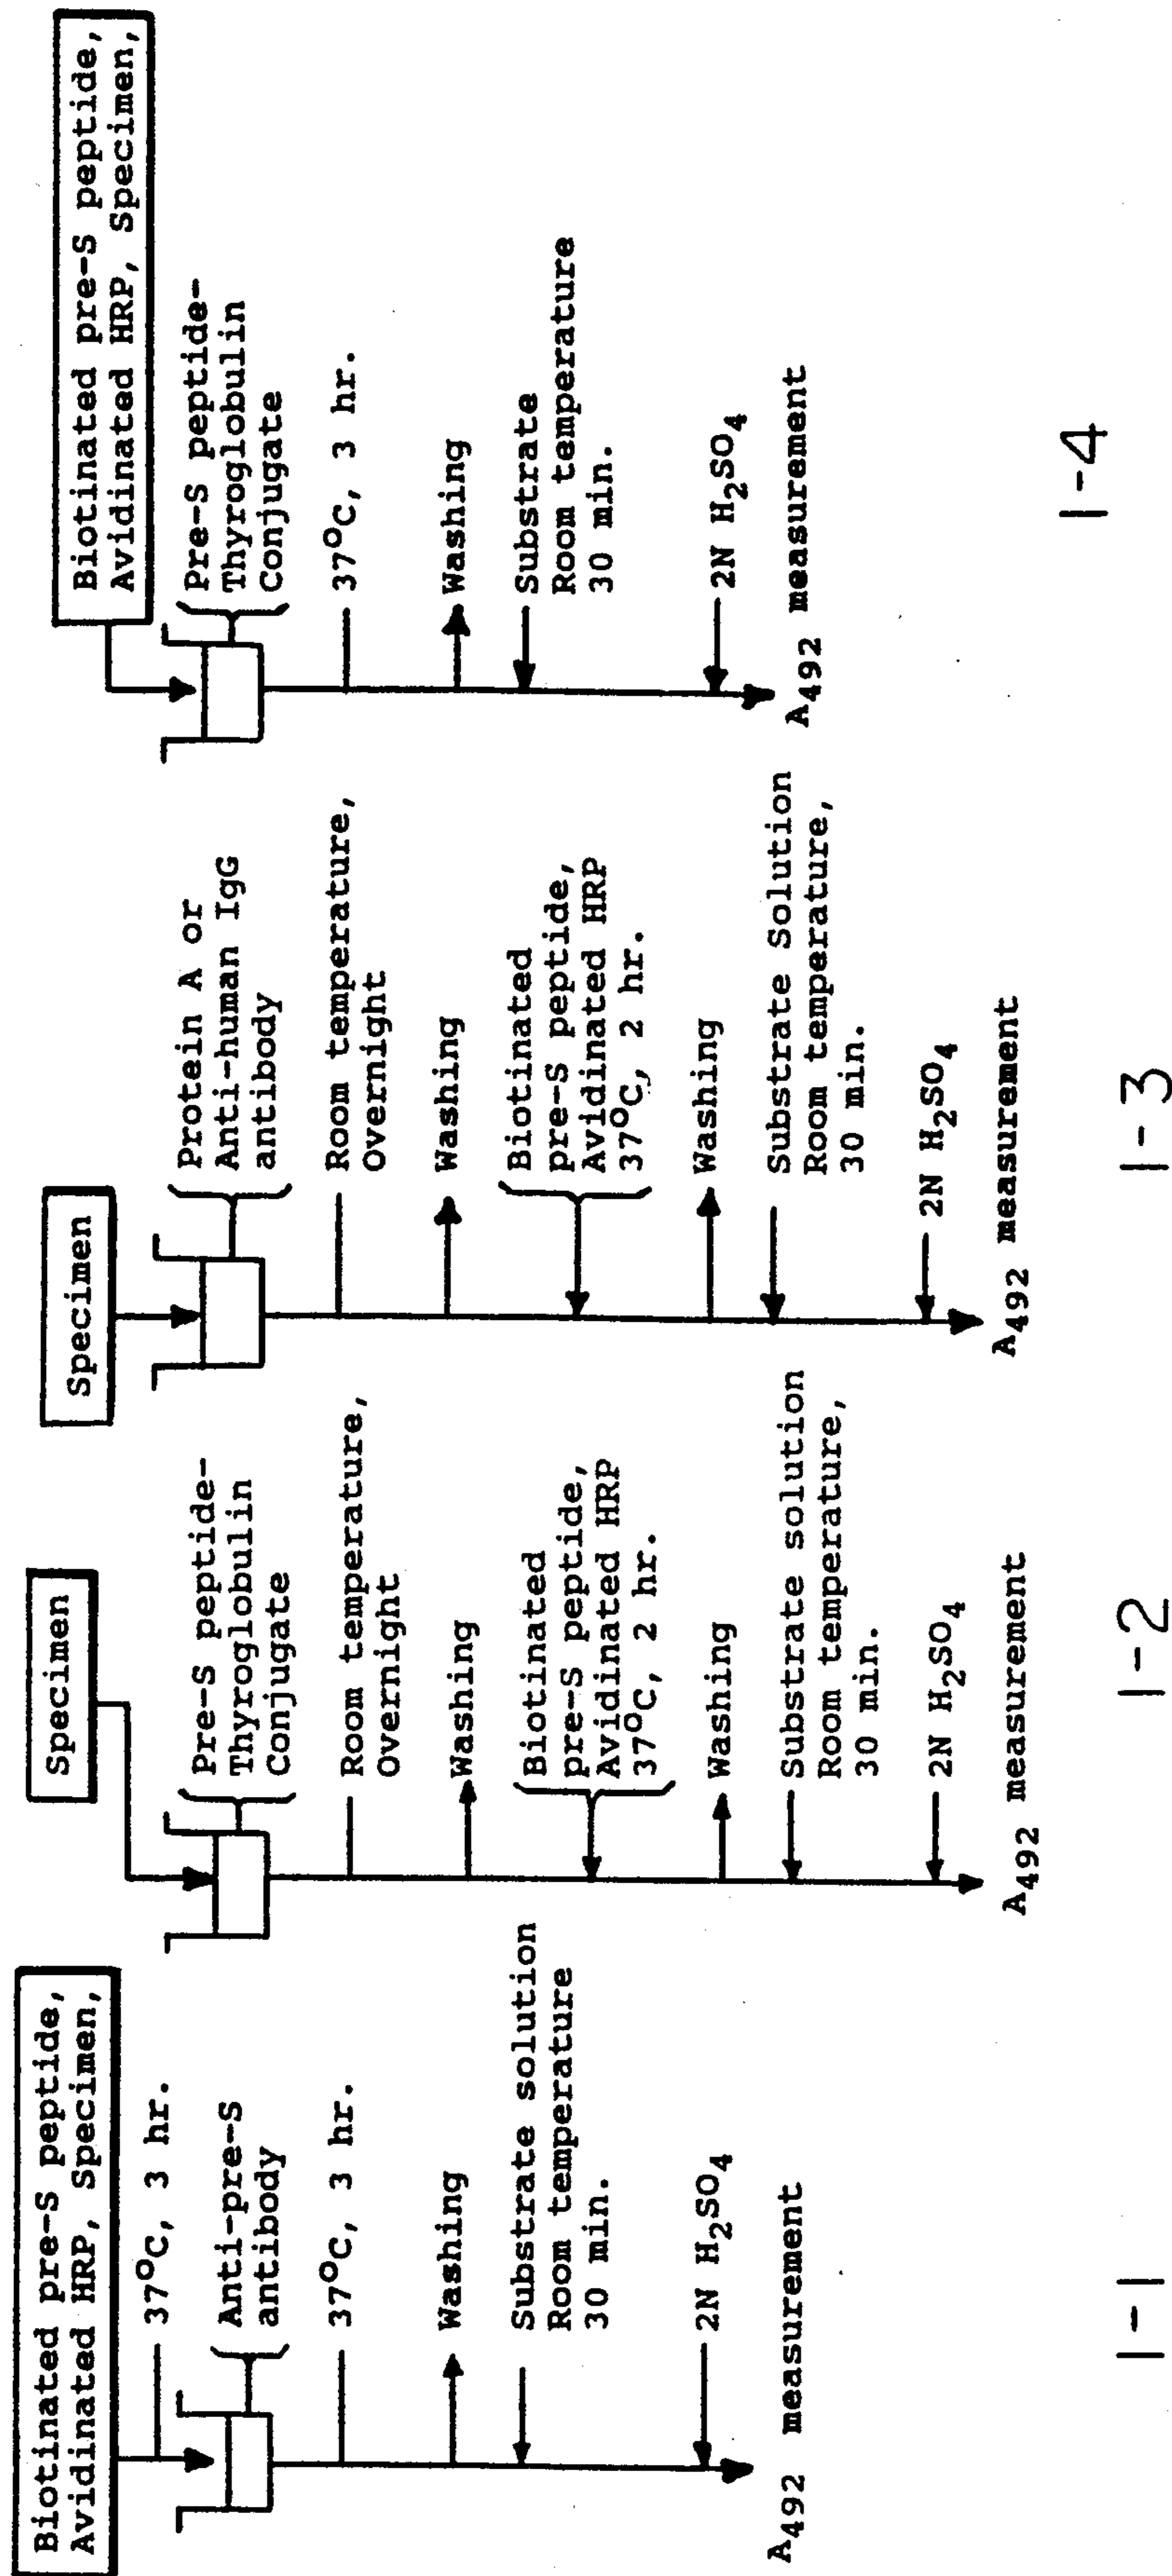 Biotinated pre-S peptide,
Avidinated HRP, Specimen,
37°C, 3 hr.
Anti-pre-S
antibody
37°C, 3 hr.
Washing
Substrate solution
Room temperature
30 min.
2N H₂SO₄
A₄₉₂ measurement
1-1
Specimen
Pre-S peptide-
Thyroglobulin
Conjugate
Room temperature,
Overnight
Washing
Biotinated
pre-S peptide,
Avidinated HRP
37°C, 2 hr.
Washing
Substrate solution
Room temperature,
30 min.
2N H₂SO₄
A₄₉₂ measurement
1-2
Specimen
Protein A or
Anti-human IgG
antibody
Room temperature,
Overnight
Washing
Biotinated
pre-S peptide,
Avidinated HRP
37°C, 2 hr.
Washing
Substrate Solution
Room temperature,
30 min.
2N H₂SO₄
A₄₉₂ measurement
1-3
Biotinated pre-S peptide,
Avidinated HRP, Specimen,
Pre-S peptide-
Thyroglobulin
Conjugate
37°C, 3 hr.
Washing
Substrate
Room temperature
30 min.
2N H₂SO₄
A₄₉₂ measurement
1-4